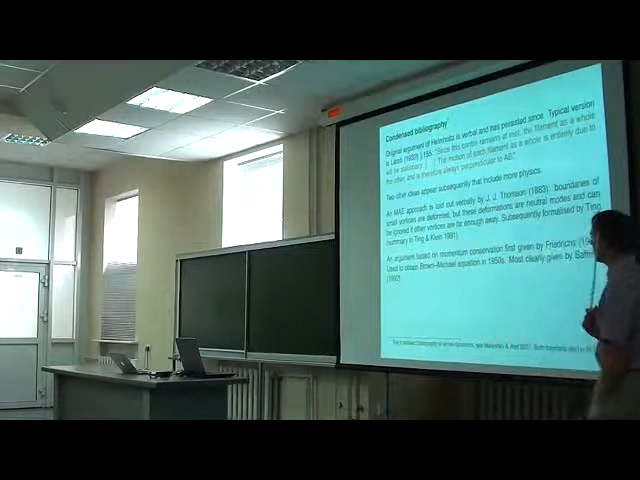 Condensed bibliography
Original argument of Helmholtz is verbal and has persisted since. Typical version
is Lamb (1932) § 155. "Since this centre remains at rest, the filament as a whole
will be stationary. [...] The motion of each filament as a whole is entirely due to
the other, and is therefore always perpendicular to AB"
Two other ideas appear subsequently that include more physics.
An MAE approach is laid out verbally by J. J. Thomson (1883): boundaries of
small vortices are deformed, but these deformations are neutral modes and can
be ignored if other vortices are far enough away. Subsequently formalised by Ting
(summary in Ting & Klein 1991)
An argument based on momentum conservation first given by Friedrichs
Used to obtain Brown–Michael equation in 1950s. Most clearly given by
(1992)